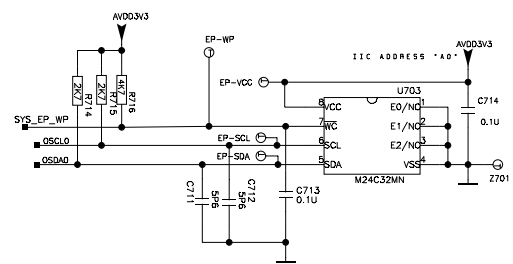 AVDD3V3
EP-WP
IIC ADDRESS "A0"
AVDD3V3
EP-VCC
U703
2K7
R714
2K7
R715
4K7
R716
8
VCC
E0/NC
1
C714
0.1U
SYS_EP_WP
7
WC
E1/NC
2
OSCL0
EP-SCL
6
SCL
E2/NC
3
OSDA0
EP-SDA
5
SDA
VSS
4
Z701
M24C32MN
C711
5P6
C712
5P6
C713
0.1U